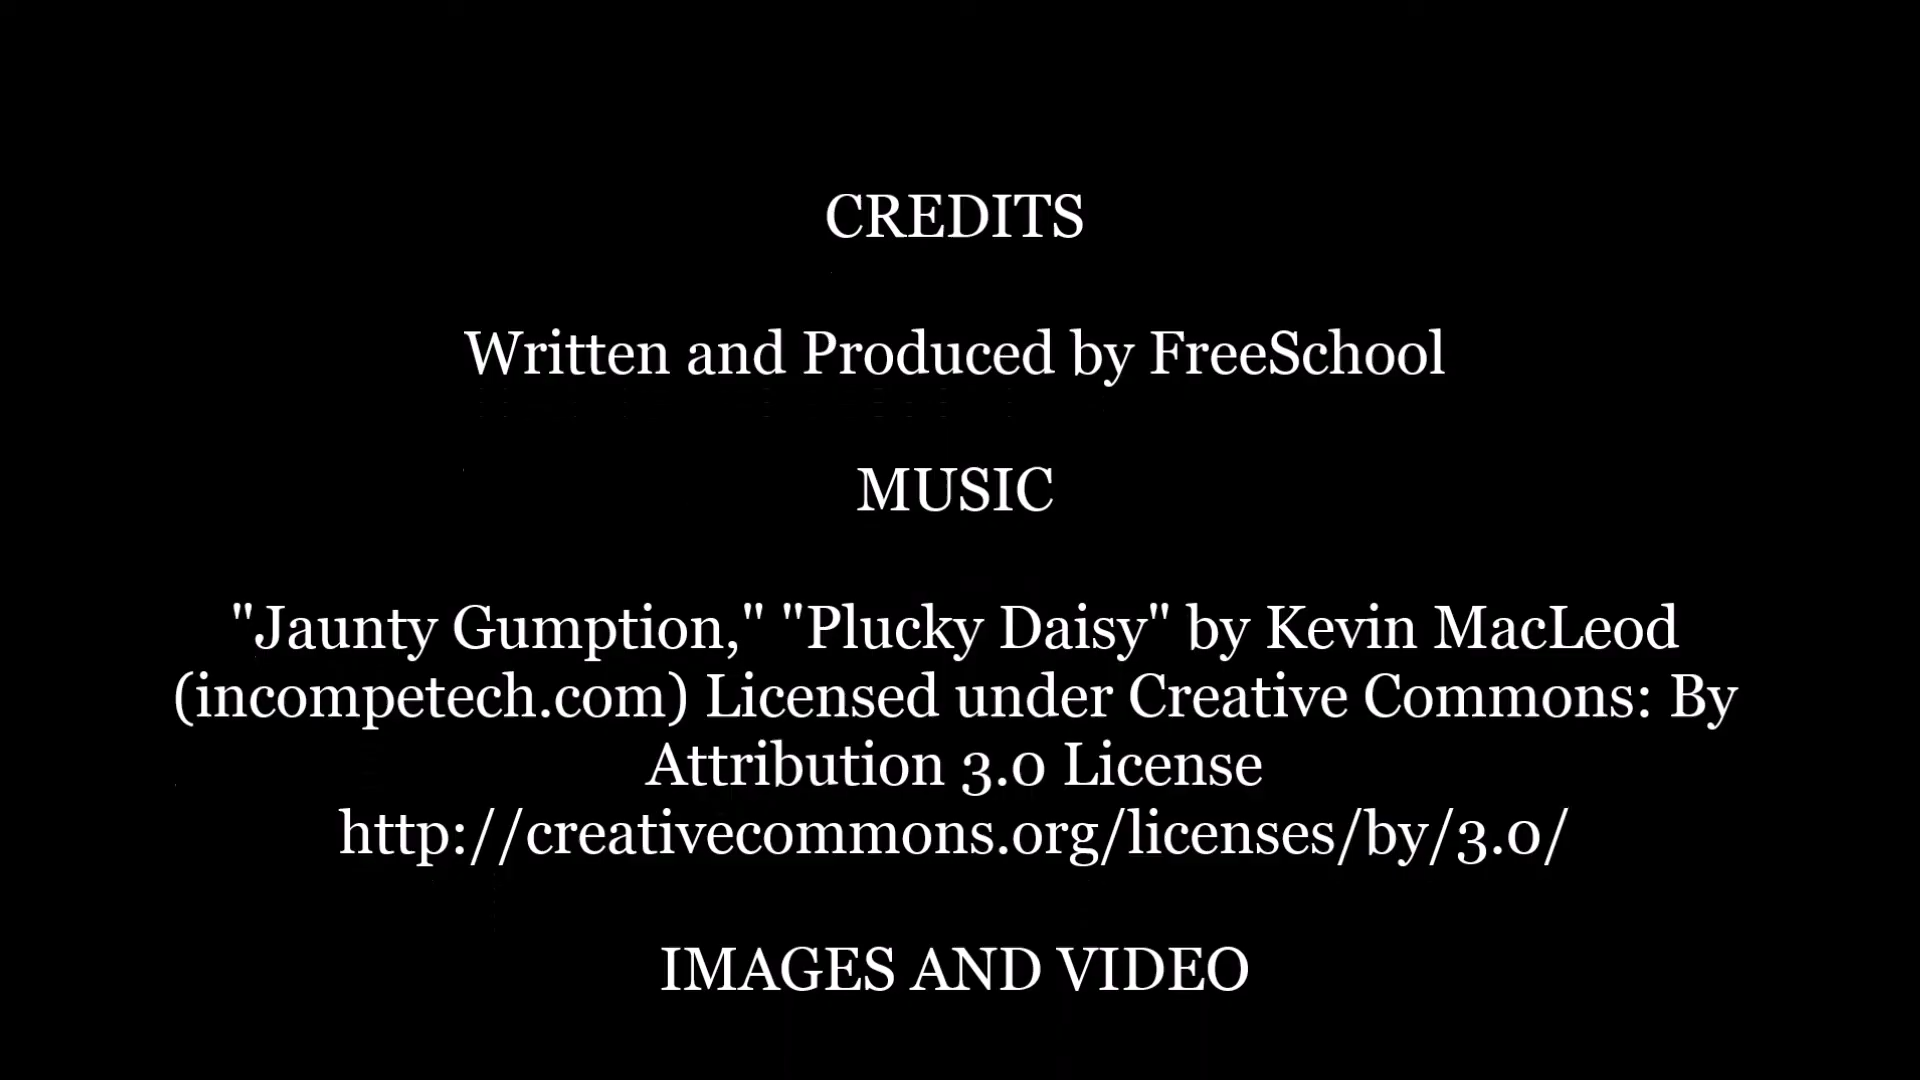 CREDITS
Written and Produced by FreeSchool
MUSIC
"Jaunty Gumption," "Plucky Daisy" by Kevin MacLeod
(incompetech.com) Licensed under Creative Commons: By
Attribution 3.0 License
http://creativecommons.org/licenses/by/3.0/
IMAGES AND VIDEO